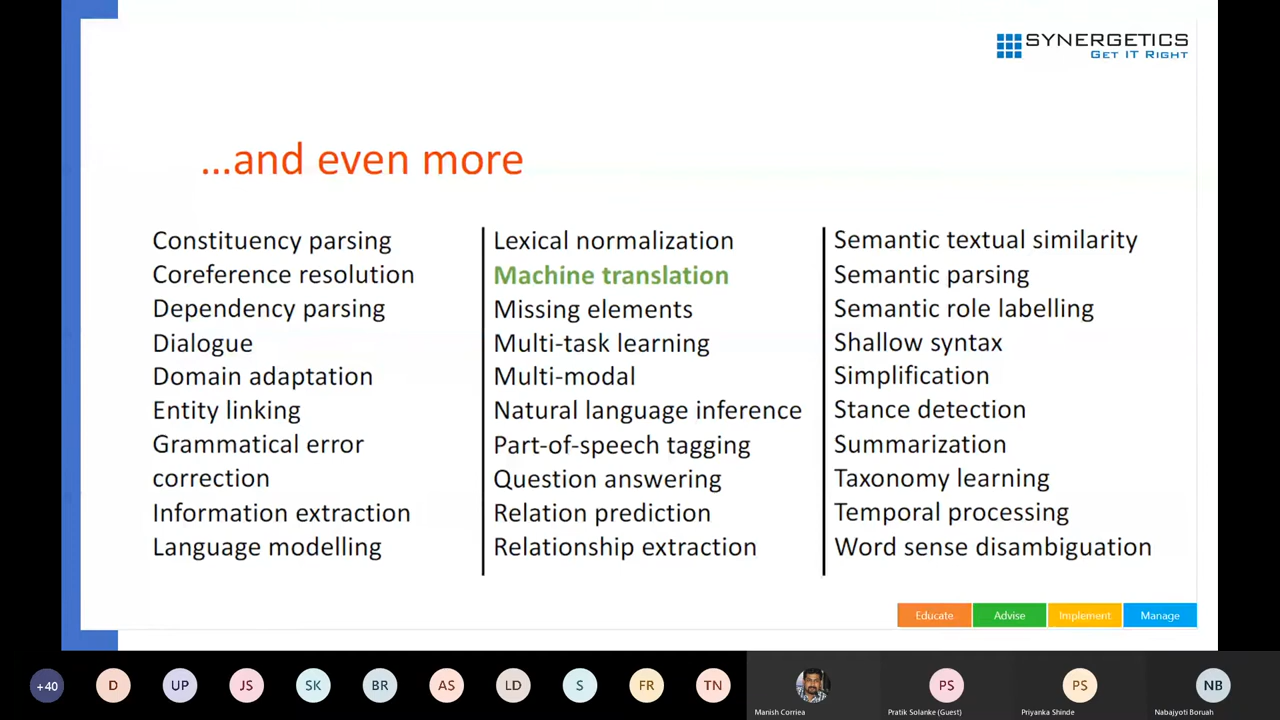 SYNERGETICS
GET IT RIGHT
...and even more
Constituency parsing
Coreference resolution
Dependency parsing
Dialogue
Domain adaptation
Entity linking
Grammatical error
correction
Information extraction
Language modelling
Lexical normalization
Machine translation
Missing elements
Multi-task learning
Multi-modal
Natural language inference
Part-of-speech tagging
Question answering
Relation prediction
Relationship extraction
Semantic textual similarity
Semantic parsing
Semantic role labelling
Shallow syntax
Simplification
Stance detection
Summarization
Taxonomy learning
Temporal processing
Word sense disambiguation
Educate Advise Implement Manage
+40 D UP JS SK BR AS LD S FR TN PS PS NB
Manish Corriea Pratik Solanke (Guest) Priyanka Shinde Nabajyoti Boruah